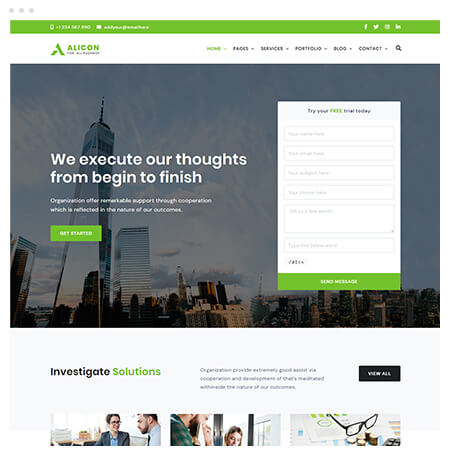 +1 234 567 890 addyour@emailhere
ALICON
FOR ALL BUSINESS
HOME PAGES SERVICES PORTFOLIO BLOG CONTACT
We execute our thoughts
from begin to finish
Organization offer remarkable support through cooperation
which is reflected in the nature of our outcomes.
GET STARTED
Try your FREE trial today
Your name here
Your email here
Your subject here
Your phone here
Tell us a few words
Type the below word
SEND MESSAGE
Investigate Solutions
Organization provide extremely good assist via
cooperation and development of that's meditated
withinside the nature of our outcomes.
VIEW ALL